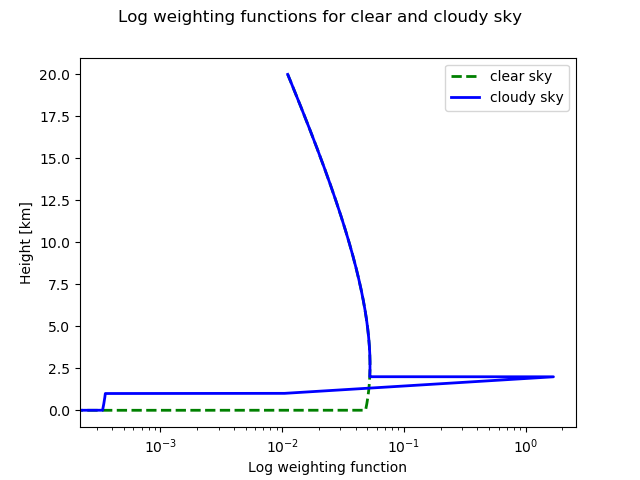 Log weighting functions for clear and cloudy sky
clear sky
cloudy sky
20.0
17.5
15.0
12.5
10.0
7.5
5.0
2.5
0.0
Height [km]
10⁻³
10⁻²
10⁻¹
10⁰
Log weighting function